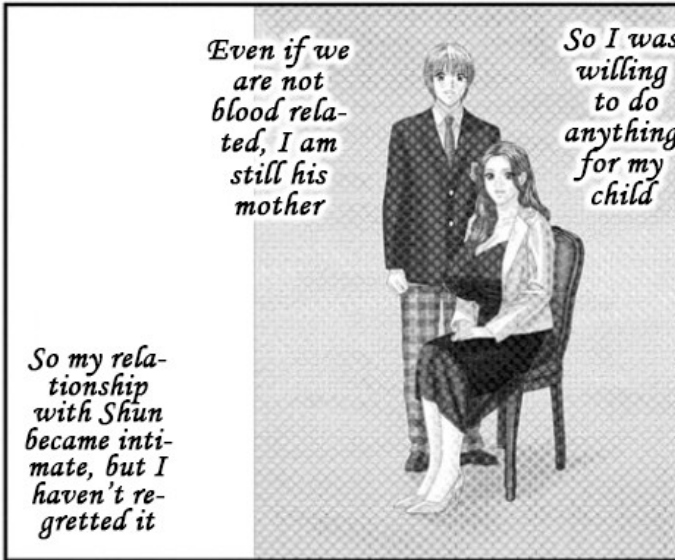 So I was
willing
to do
anything
for my
child
Even if we
are not
blood rela-
ted, I am
still his
mother
So my rela-
tionship
with Shun
became inti-
mate, but I
haven't re-
gretted it